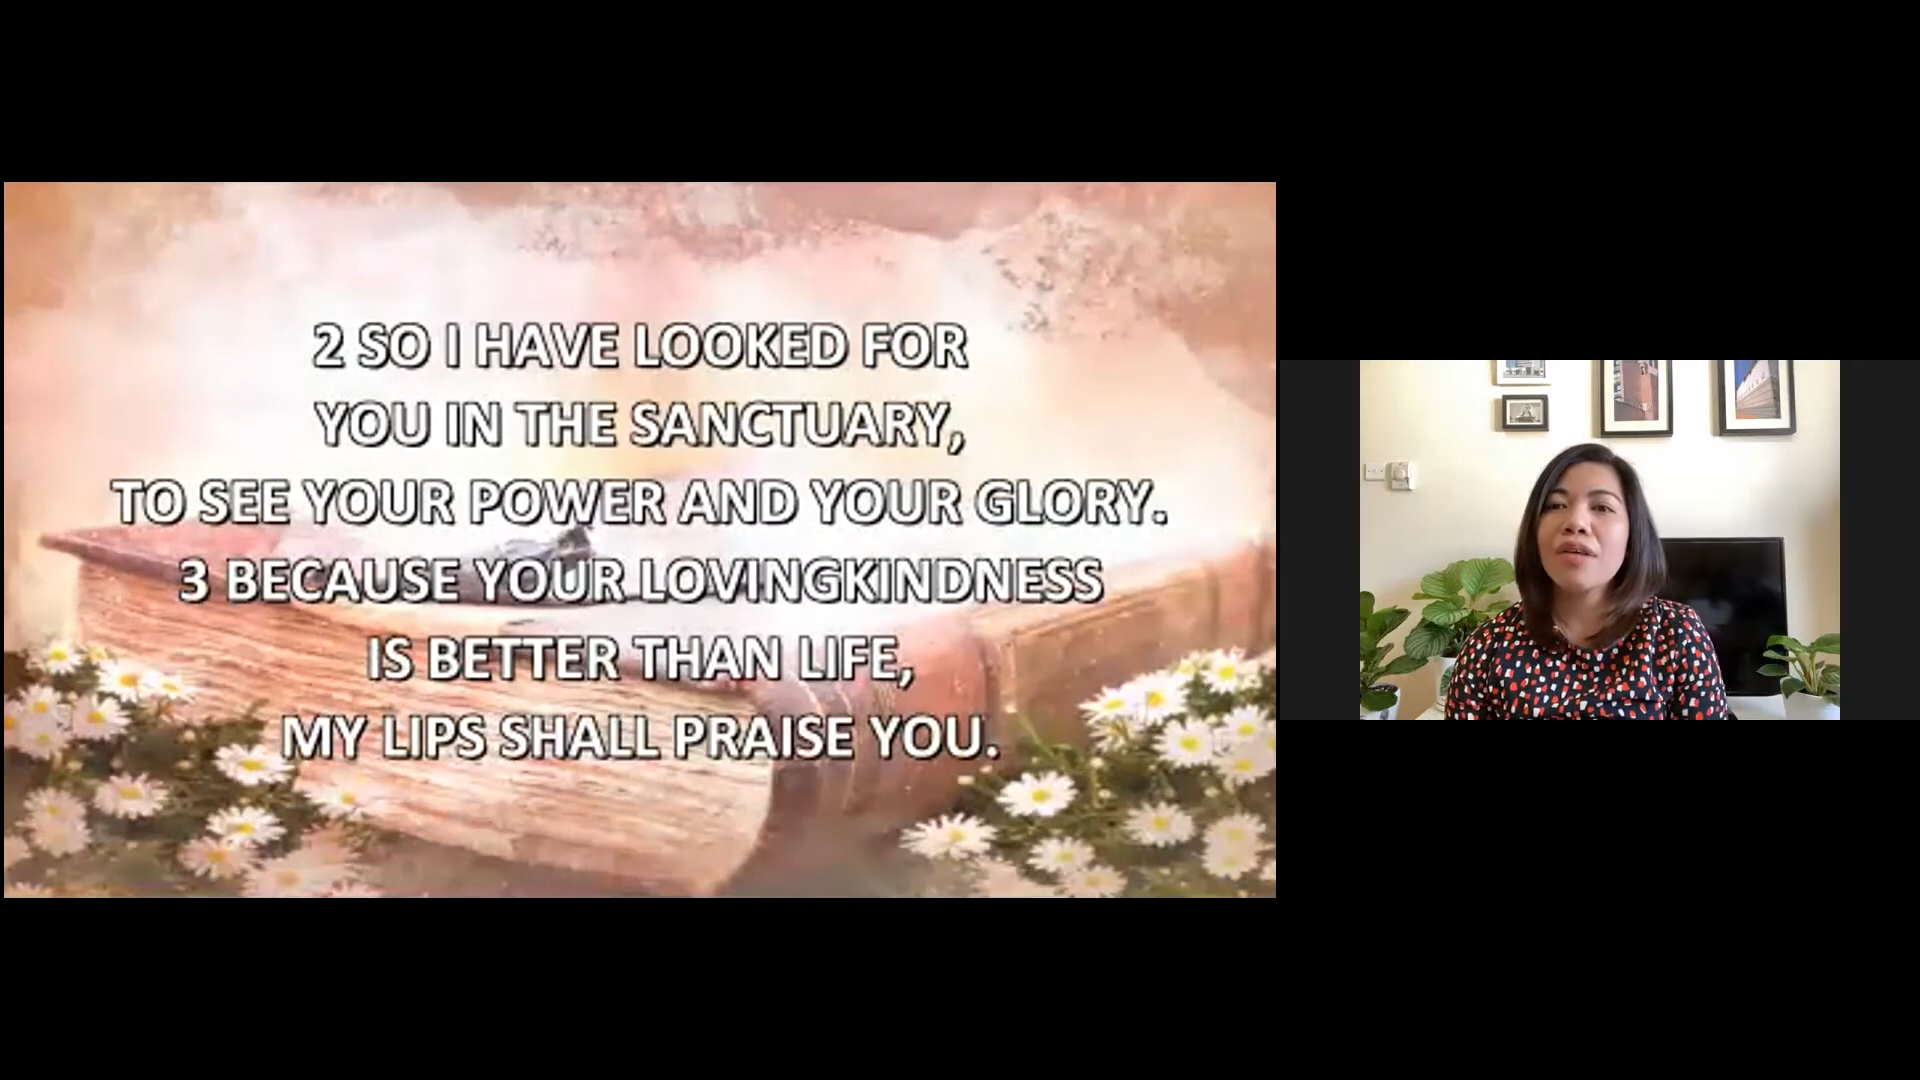 2 SO I HAVE LOOKED FOR
YOU IN THE SANCTUARY,
TO SEE YOUR POWER AND YOUR GLORY.
3 BECAUSE YOUR LOVINGKINDNESS
IS BETTER THAN LIFE,
MY LIPS SHALL PRAISE YOU.